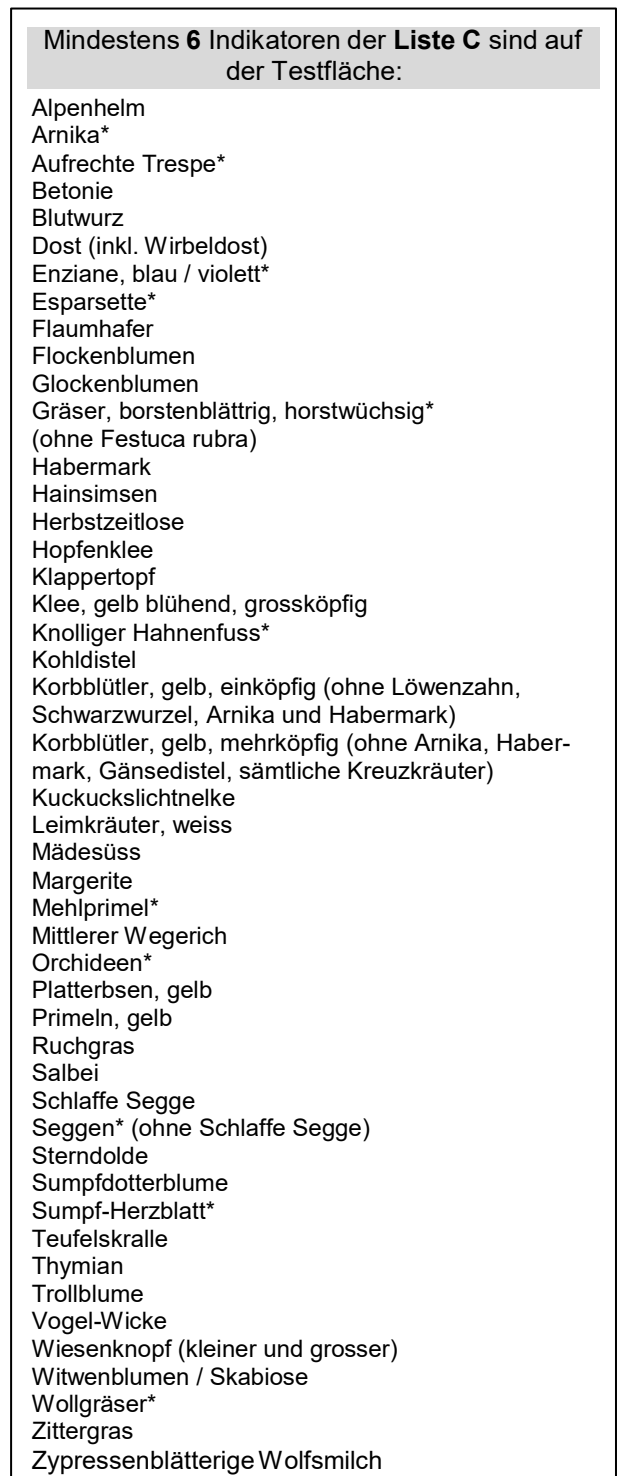 Mindestens 6 Indikatoren der Liste C sind auf
der Testfläche:
Alpenhelm
Arnika*
Aufrechte Trespe*
Betonie
Blutwurz
Dost (inkl. Wirbeldost)
Enziane, blau / violett*
Esparsette*
Flaumhafer
Flockenblumen
Glockenblumen
Gräser, borstenblättrig, horstwüchsig*
(ohne Festuca rubra)
Habermark
Hainsimsen
Herbstzeitlose
Hopfenklee
Klappertopf
Klee, gelb blühend, grossköpfig
Knolliger Hahnenfuss*
Kohldistel
Korbblütler, gelb, einköpfig (ohne Löwenzahn,
Schwarzwurzel, Arnika und Habermark)
Korbblütler, gelb, mehrköpfig (ohne Arnika, Haber-
mark, Gänsedistel, sämtliche Kreuzkräuter)
Kuckuckslichtnelke
Leimkräuter, weiss
Mädesüss
Margerite
Mehlprimel*
Mittlerer Wegerich
Orchideen*
Platterbsen, gelb
Primeln, gelb
Ruchgras
Salbei
Schlaffe Segge
Seggen* (ohne Schlaffe Segge)
Sterndolde
Sumpfdotterblume
Sumpf-Herzblatt*
Teufelskralle
Thymian
Trollblume
Vogel-Wicke
Wiesenknopf (kleiner und grosser)
Witwenblumen / Skabiose
Wollgräser*
Zittergras
Zypressenblätterige Wolfsmilch